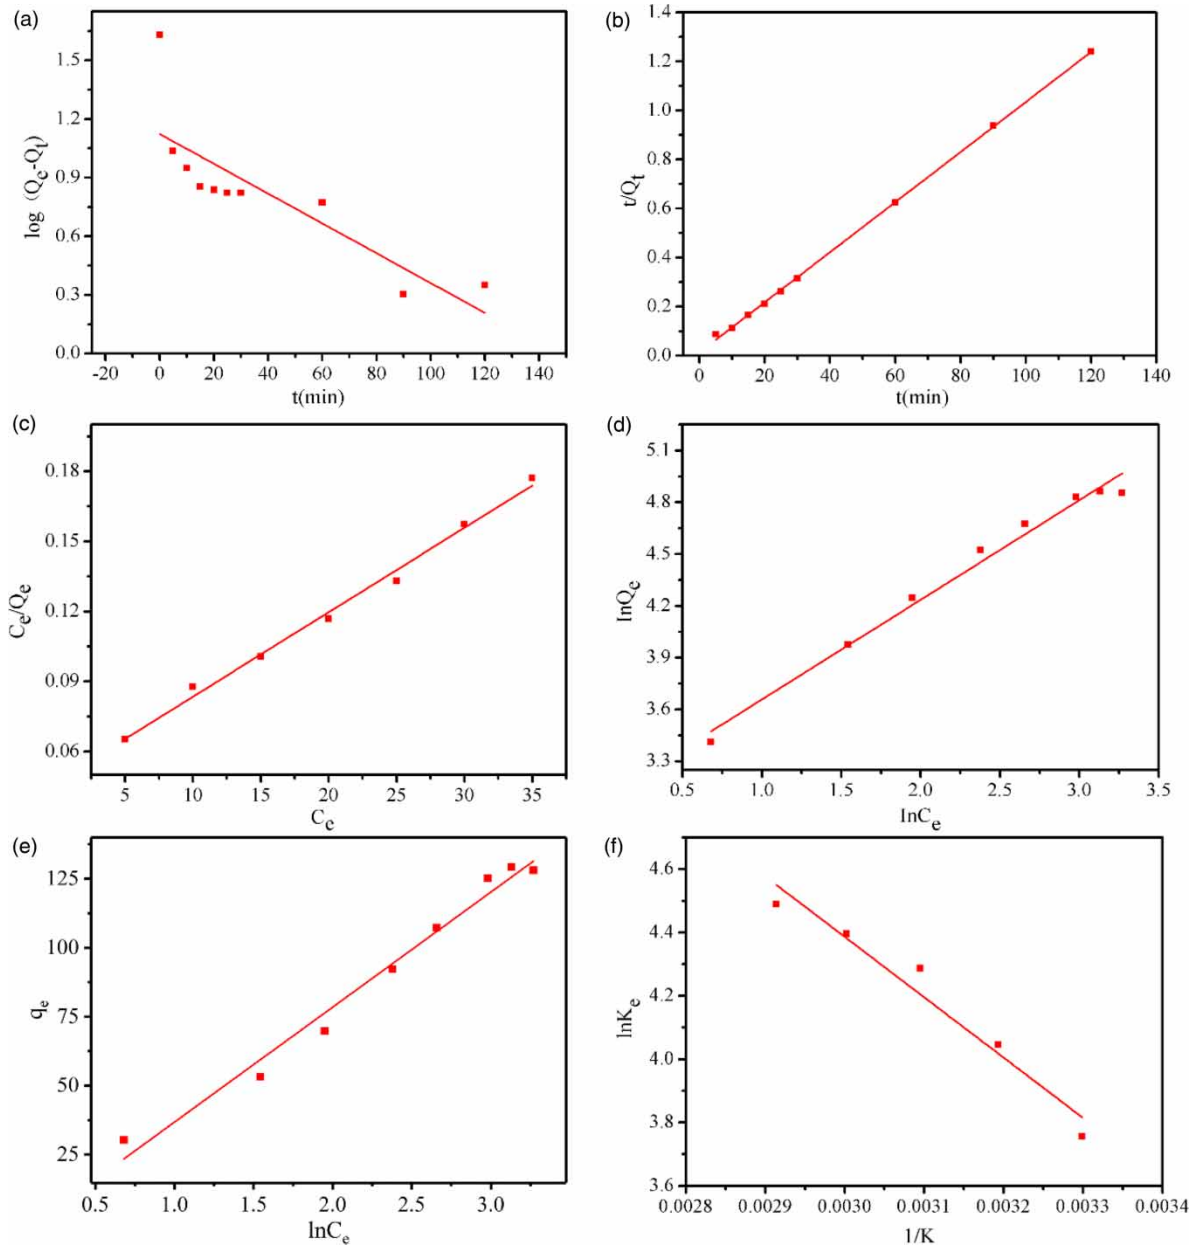 (a)
1.5
1.2
0.9
0.6
0.3
0.0
log (Qe-Qt)
-20 0 20 40 60 80 100 120 140
t(min)
(b)
1.4
1.2
1.0
0.8
0.6
0.4
0.2
0.0
t/Qt
0 20 40 60 80 100 120 140
t(min)
(c)
0.18
0.15
0.12
0.09
0.06
Ce/Qe
5 10 15 20 25 30 35
Ce
(d)
5.1
4.8
4.5
4.2
3.9
3.6
3.3
lnQe
0.5 1.0 1.5 2.0 2.5 3.0 3.5
lnCe
(e)
125
100
75
50
25
qe
0.5 1.0 1.5 2.0 2.5 3.0
lnCe
(f)
4.6
4.4
4.2
4.0
3.8
3.6
lnKe
0.0028 0.0029 0.0030 0.0031 0.0032 0.0033 0.0034
1/K